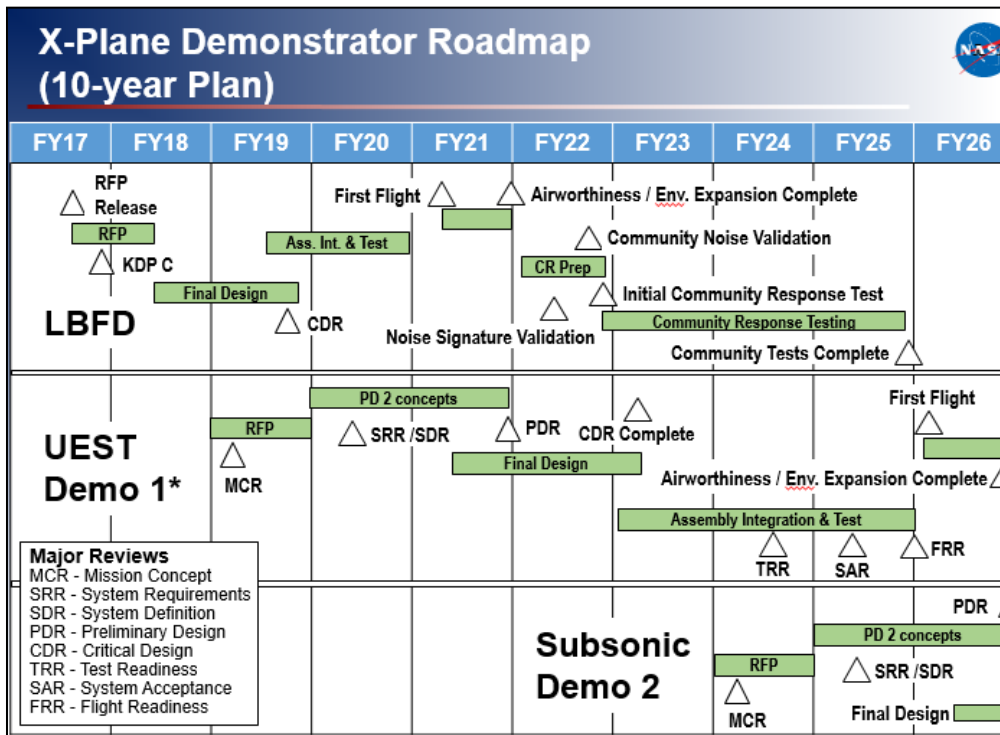 X-Plane Demonstrator Roadmap
(10-year Plan)
NASA
FY17 FY18 FY19 FY20 FY21 FY22 FY23 FY24 FY25 FY26
RFP
Release
RFP
KDP C
Final Design
LBFD
CDR
Ass. Int. & Test
First Flight
Airworthiness / Env. Expansion Complete
Community Noise Validation
CR Prep
Initial Community Response Test
Noise Signature Validation
Community Response Testing
Community Tests Complete
UEST
Demo 1*
PD 2 concepts
RFP
SRR /SDR
PDR
CDR Complete
MCR
Final Design
First Flight
Airworthiness / Env. Expansion Complete
Assembly Integration & Test
TRR
SAR
FRR
Major Reviews
MCR - Mission Concept
SRR - System Requirements
SDR - System Definition
PDR - Preliminary Design
CDR - Critical Design
TRR - Test Readiness
SAR - System Acceptance
FRR - Flight Readiness
Subsonic
Demo 2
PDR
PD 2 concepts
RFP
SRR /SDR
MCR
Final Design